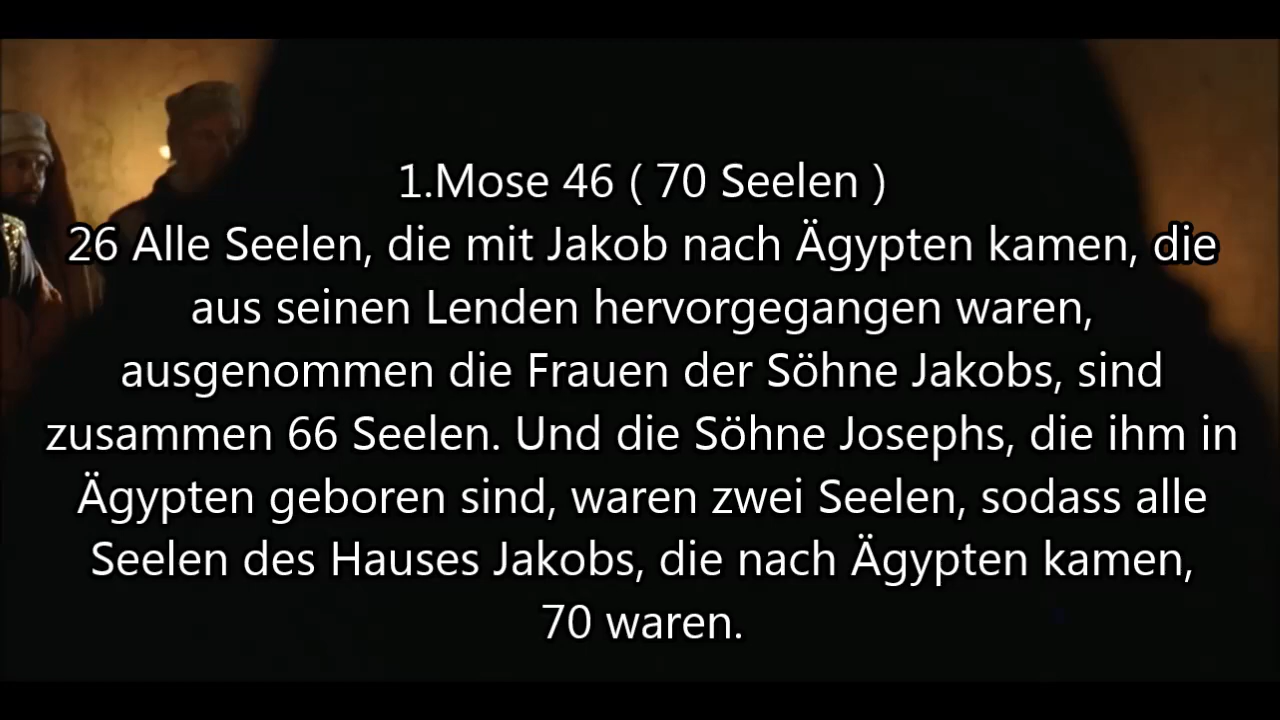 1.Mose 46 ( 70 Seelen )
26 Alle Seelen, die mit Jakob nach Ägypten kamen, die
aus seinen Lenden hervorgegangen waren,
ausgenommen die Frauen der Söhne Jakobs, sind
zusammen 66 Seelen. Und die Söhne Josephs, die ihm in
Ägypten geboren sind, waren zwei Seelen, sodass alle
Seelen des Hauses Jakobs, die nach Ägypten kamen,
70 waren.